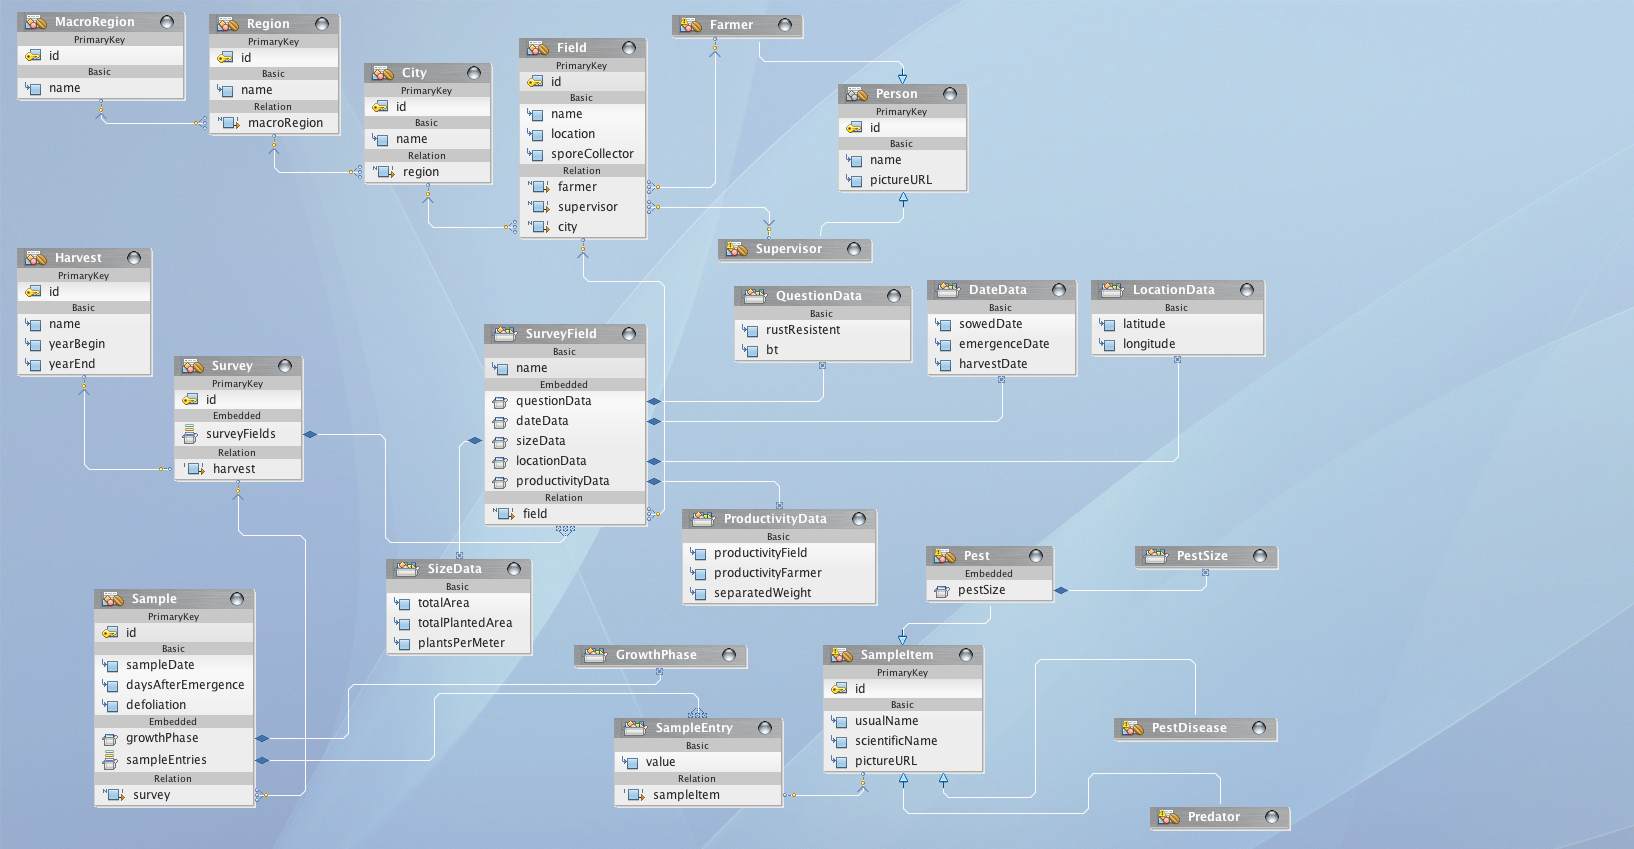 MacroRegion
PrimaryKey
id
Basic
name
Region
PrimaryKey
id
Basic
name
Relation
macroRegion
City
PrimaryKey
id
Basic
name
Relation
region
Field
PrimaryKey
id
Basic
name
location
sporeCollector
Relation
farmer
supervisor
city
Farmer
Person
PrimaryKey
id
Basic
name
pictureURL
Supervisor
Harvest
PrimaryKey
id
Basic
name
yearBegin
yearEnd
Survey
PrimaryKey
id
Embedded
surveyFields
Relation
harvest
SurveyField
Basic
name
Embedded
questionData
dateData
sizeData
locationData
productivityData
Relation
field
QuestionData
Basic
rustResistent
bt
DateData
Basic
sowedDate
emergenceDate
harvestDate
LocationData
Basic
latitude
longitude
ProductivityData
Basic
productivityField
productivityFarmer
separatedWeight
SizeData
Basic
totalArea
totalPlantedArea
plantsPerMeter
Pest
Embedded
pestSize
PestSize
Sample
PrimaryKey
id
Basic
sampleDate
daysAfterEmergence
defoliation
Embedded
growthPhase
sampleEntries
Relation
survey
GrowthPhase
SampleEntry
Basic
value
Relation
sampleItem
SampleItem
PrimaryKey
id
Basic
usualName
scientificName
pictureURL
PestDisease
Predator